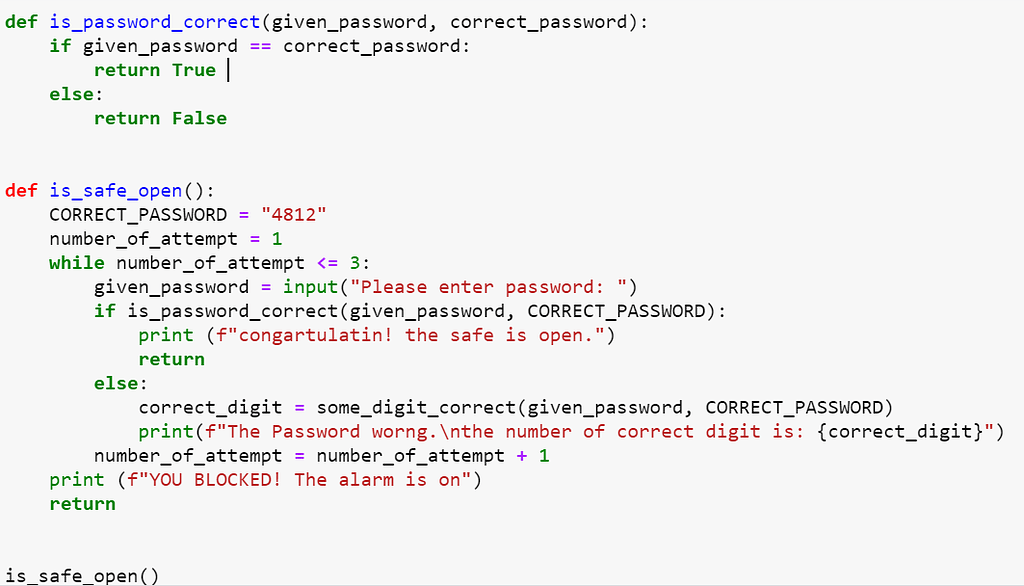 def is_password_correct(given_password, correct_password):
    if given_password == correct_password:
        return True
    else:
        return False
def is_safe_open():
    CORRECT_PASSWORD = "4812"
    number_of_attempt = 1
    while number_of_attempt <= 3:
        given_password = input("Please enter password: ")
        if is_password_correct(given_password, CORRECT_PASSWORD):
            print (f"congartulatin! the safe is open.")
            return
        else:
            correct_digit = some_digit_correct(given_password, CORRECT_PASSWORD)
            print(f"The Password worng.\nthe number of correct digit is: {correct_digit}")
        number_of_attempt = number_of_attempt + 1
    print (f"YOU BLOCKED! The alarm is on")
    return
is_safe_open()